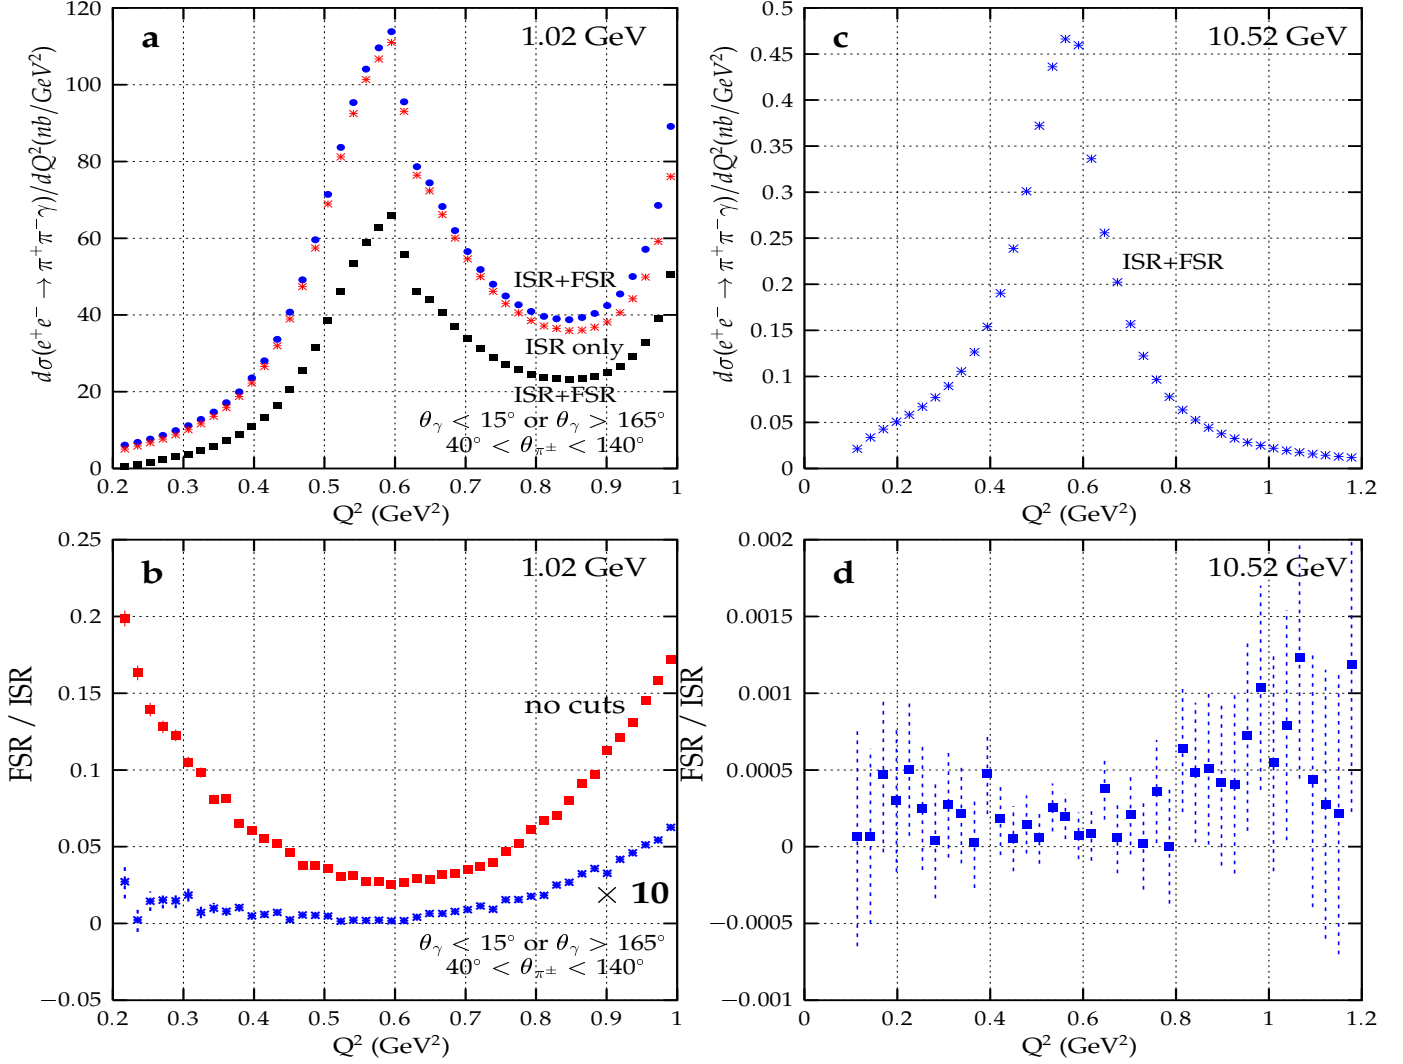 a
1.02 GeV
dσ(e⁺e⁻ → π⁺π⁻γ)/dQ²(nb/GeV²)
120
100
80
60
40
20
0
ISR+FSR
ISR only
ISR+FSR
θγ < 15° or θγ > 165°
40° < θπ± < 140°
0.2 0.3 0.4 0.5 0.6 0.7 0.8 0.9 1
Q² (GeV²)
c
10.52 GeV
dσ(e⁺e⁻ → π⁺π⁻γ)/dQ²(nb/GeV²)
0.5
0.45
0.4
0.35
0.3
0.25
0.2
0.15
0.1
0.05
0
ISR+FSR
0 0.2 0.4 0.6 0.8 1 1.2
Q² (GeV²)
b
1.02 GeV
FSR / ISR
0.25
0.2
0.15
0.1
0.05
0
−0.05
no cuts
× 10
θγ < 15° or θγ > 165°
40° < θπ± < 140°
0.2 0.3 0.4 0.5 0.6 0.7 0.8 0.9 1
Q² (GeV²)
d
10.52 GeV
FSR / ISR
0.002
0.0015
0.001
0.0005
0
−0.0005
−0.001
0 0.2 0.4 0.6 0.8 1 1.2
Q² (GeV²)